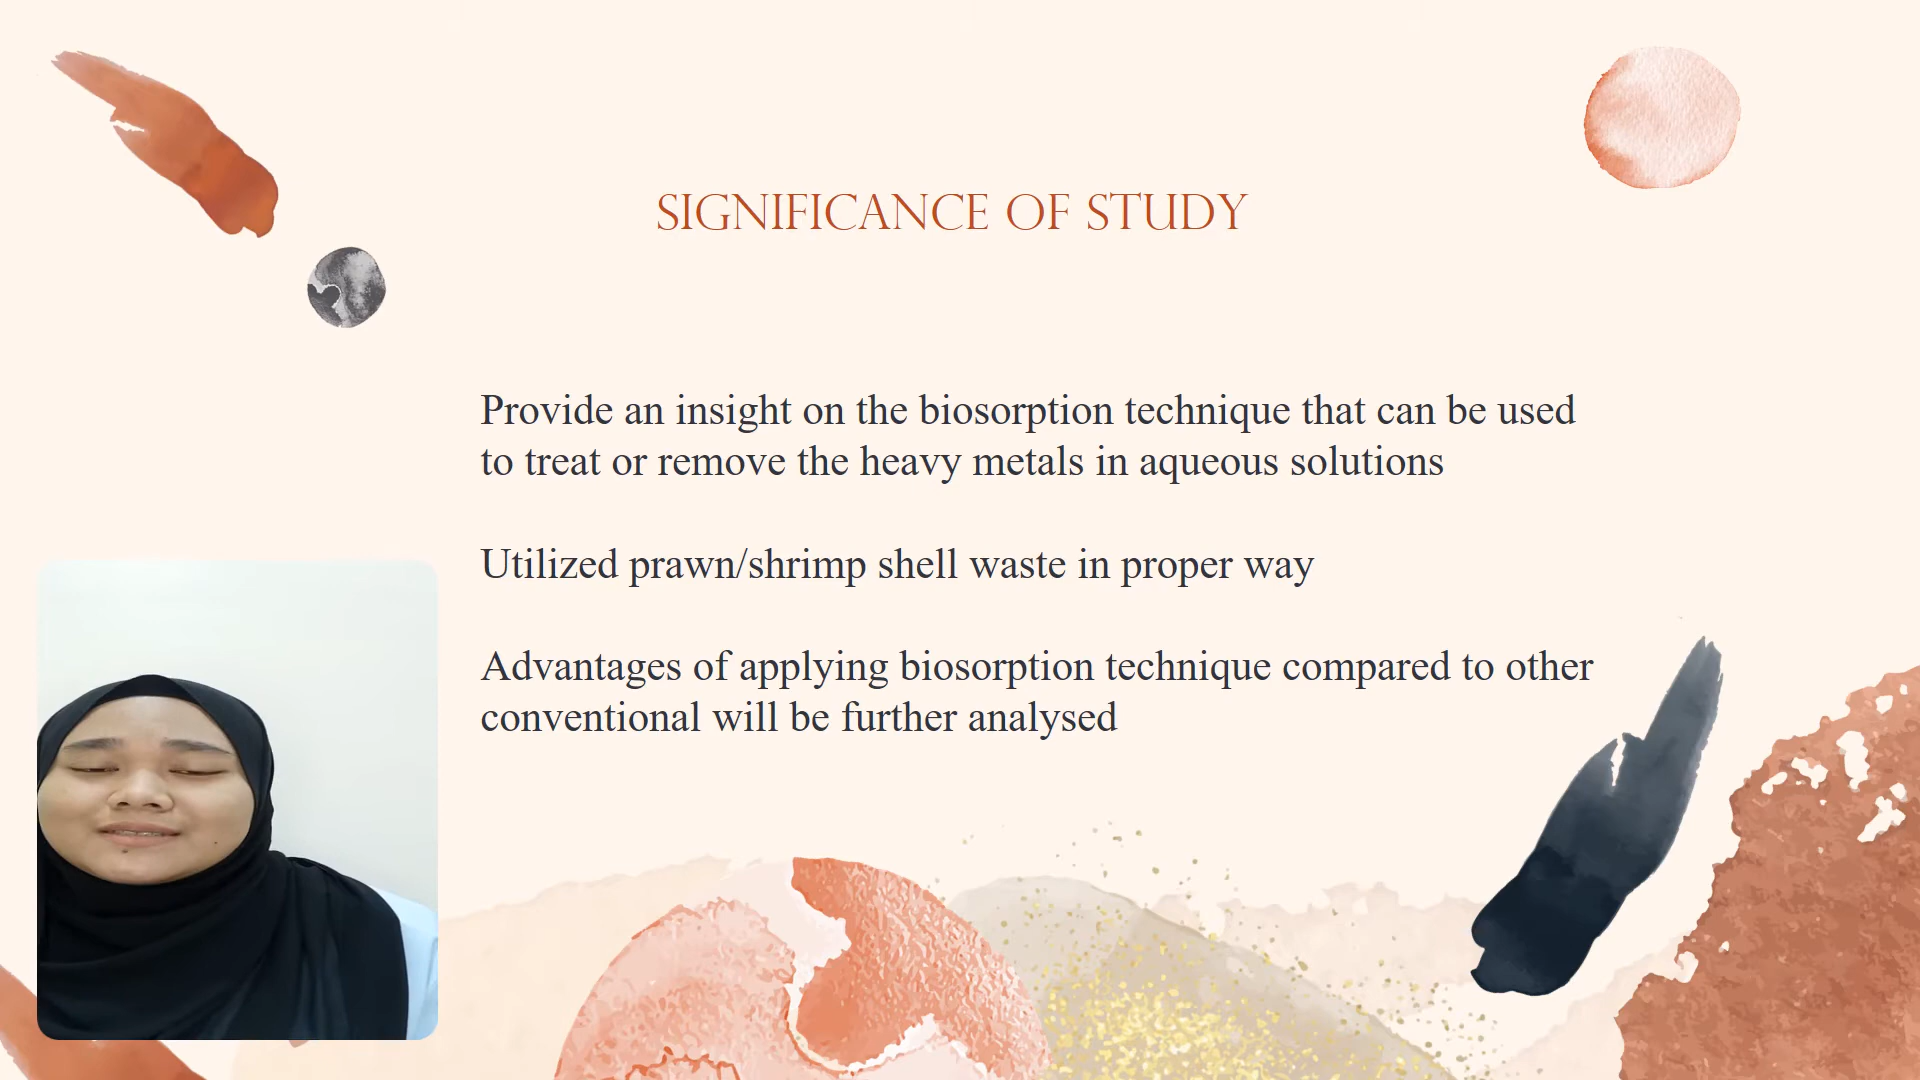 SIGNIFICANCE OF STUDY
Provide an insight on the biosorption technique that can be used
to treat or remove the heavy metals in aqueous solutions
Utilized prawn/shrimp shell waste in proper way
Advantages of applying biosorption technique compared to other
conventional will be further analysed